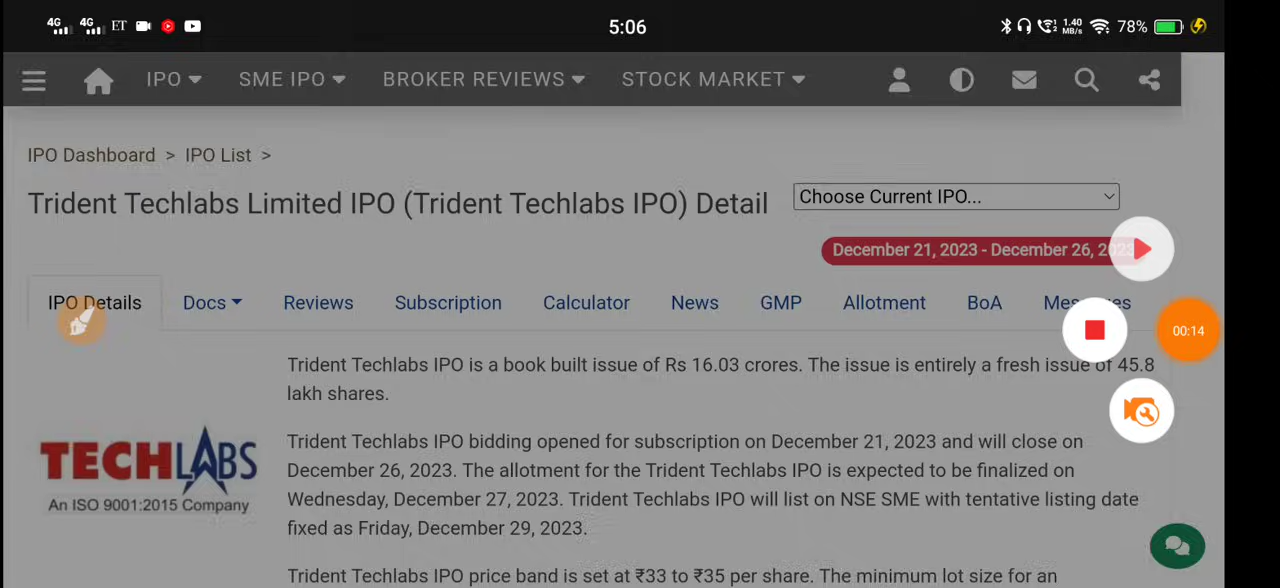 4G 4G ET 5:06 1.40 MB/s 78%
IPO SME IPO BROKER REVIEWS STOCK MARKET
IPO Dashboard > IPO List >
Trident Techlabs Limited IPO (Trident Techlabs IPO) Detail
Choose Current IPO...
December 21, 2023 - December 26, 2023
IPO Details Docs Reviews Subscription Calculator News GMP Allotment BoA Messages
00:14
Trident Techlabs IPO is a book built issue of Rs 16.03 crores. The issue is entirely a fresh issue of 45.8
lakh shares.
TECHLABS
An ISO 9001:2015 Company
Trident Techlabs IPO bidding opened for subscription on December 21, 2023 and will close on
December 26, 2023. The allotment for the Trident Techlabs IPO is expected to be finalized on
Wednesday, December 27, 2023. Trident Techlabs IPO will list on NSE SME with tentative listing date
fixed as Friday, December 29, 2023.
Trident Techlabs IPO price band is set at ₹33 to ₹35 per share. The minimum lot size for an